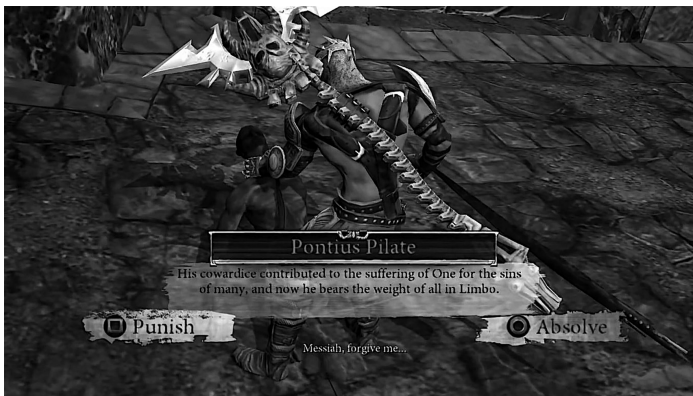 Pontius Pilate
His cowardice contributed to the suffering of One for the sins
of many, and now he bears the weight of all in Limbo.
Punish
Absolve
Messiah, forgive me...